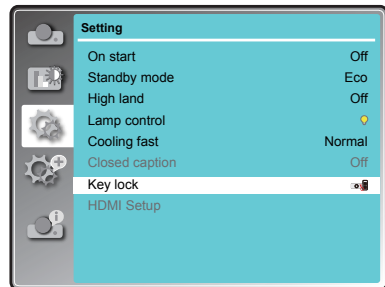 Setting
On start Off
Standby mode Eco
High land Off
Lamp control
Cooling fast Normal
Closed caption Off
Key lock
HDMI Setup